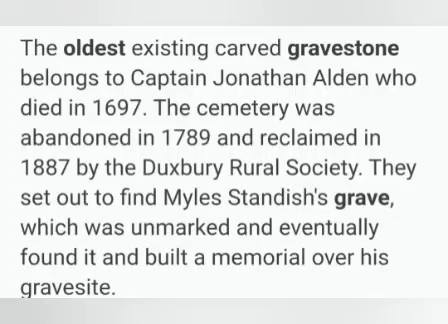 The oldest existing carved gravestone
belongs to Captain Jonathan Alden who
died in 1697. The cemetery was
abandoned in 1789 and reclaimed in
1887 by the Duxbury Rural Society. They
set out to find Myles Standish's grave,
which was unmarked and eventually
found it and built a memorial over his
gravesite.